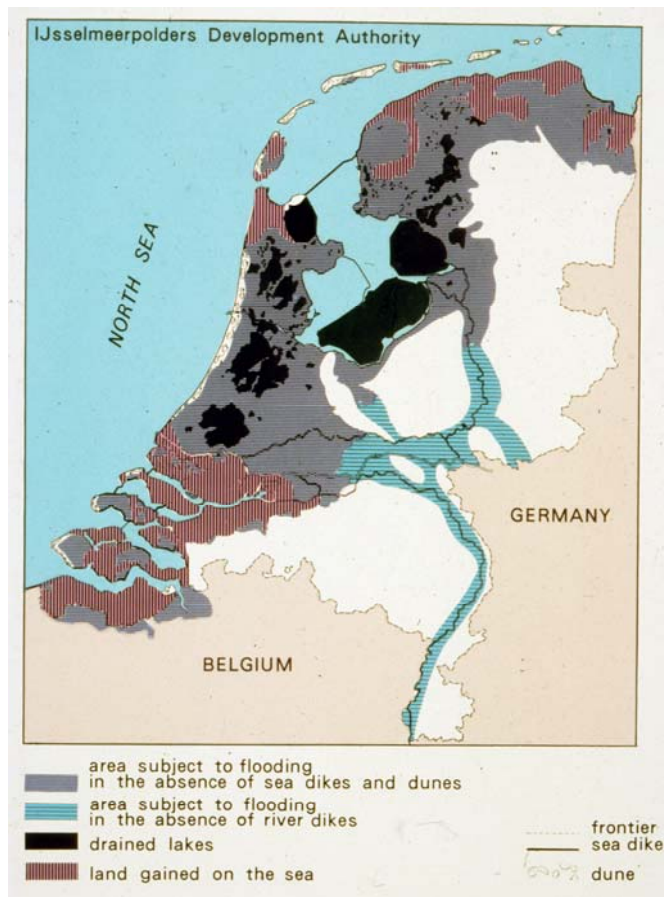 IJsselmeerpolders Development Authority
NORTH SEA
GERMANY
BELGIUM
area subject to flooding
in the absence of sea dikes and dunes
area subject to flooding
in the absence of river dikes
drained lakes
land gained on the sea
frontier
sea dike
dune